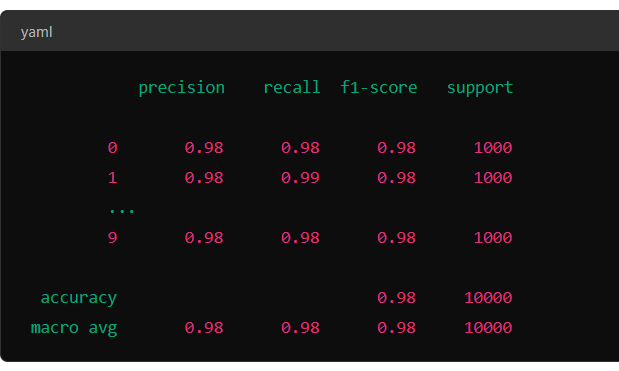 yaml
precision recall f1-score support
0 0.98 0.98 0.98 1000
1 0.98 0.99 0.98 1000
...
9 0.98 0.98 0.98 1000
accuracy 0.98 10000
macro avg 0.98 0.98 0.98 10000